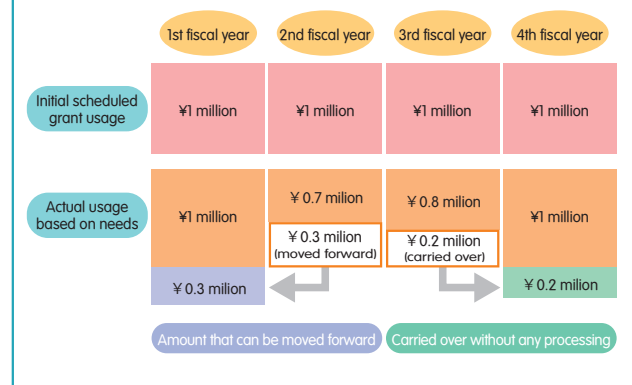 1st fiscal year
2nd fiscal year
3rd fiscal year
4th fiscal year
Initial scheduled
grant usage
¥1 million
¥1 million
¥1 million
¥1 million
Actual usage
based on needs
¥1 million
¥ 0.7 milion
¥ 0.8 milion
¥1 million
¥ 0.3 milion
(moved forward)
¥ 0.2 milion
(carried over)
¥ 0.3 milion
¥ 0.2 milion
Amount that can be moved forward
Carried over without any processing